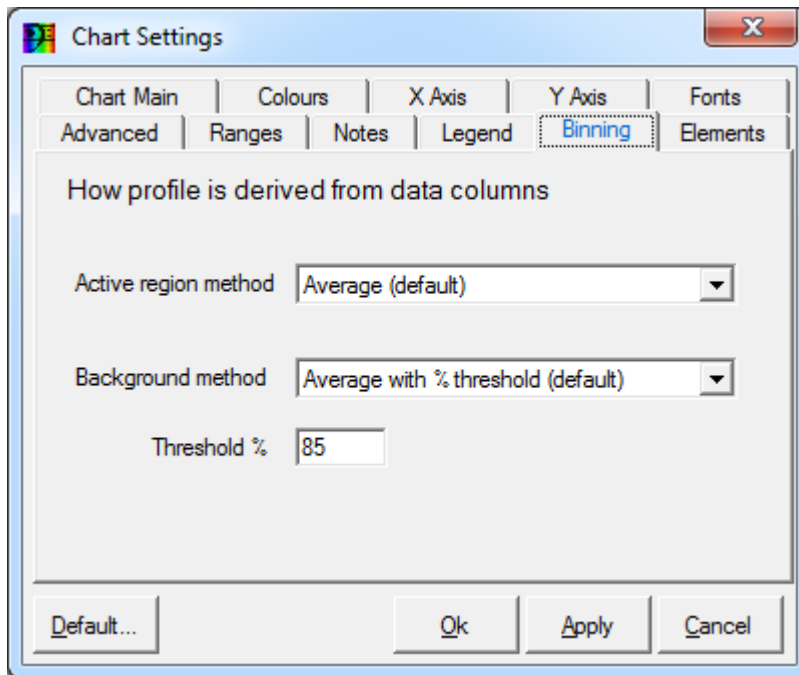 Chart Settings
Chart Main Colours X Axis Y Axis Fonts
Advanced Ranges Notes Legend Binning Elements
How profile is derived from data columns
Active region method Average (default)
Background method Average with % threshold (default)
Threshold % 85
Default... Ok Apply Cancel